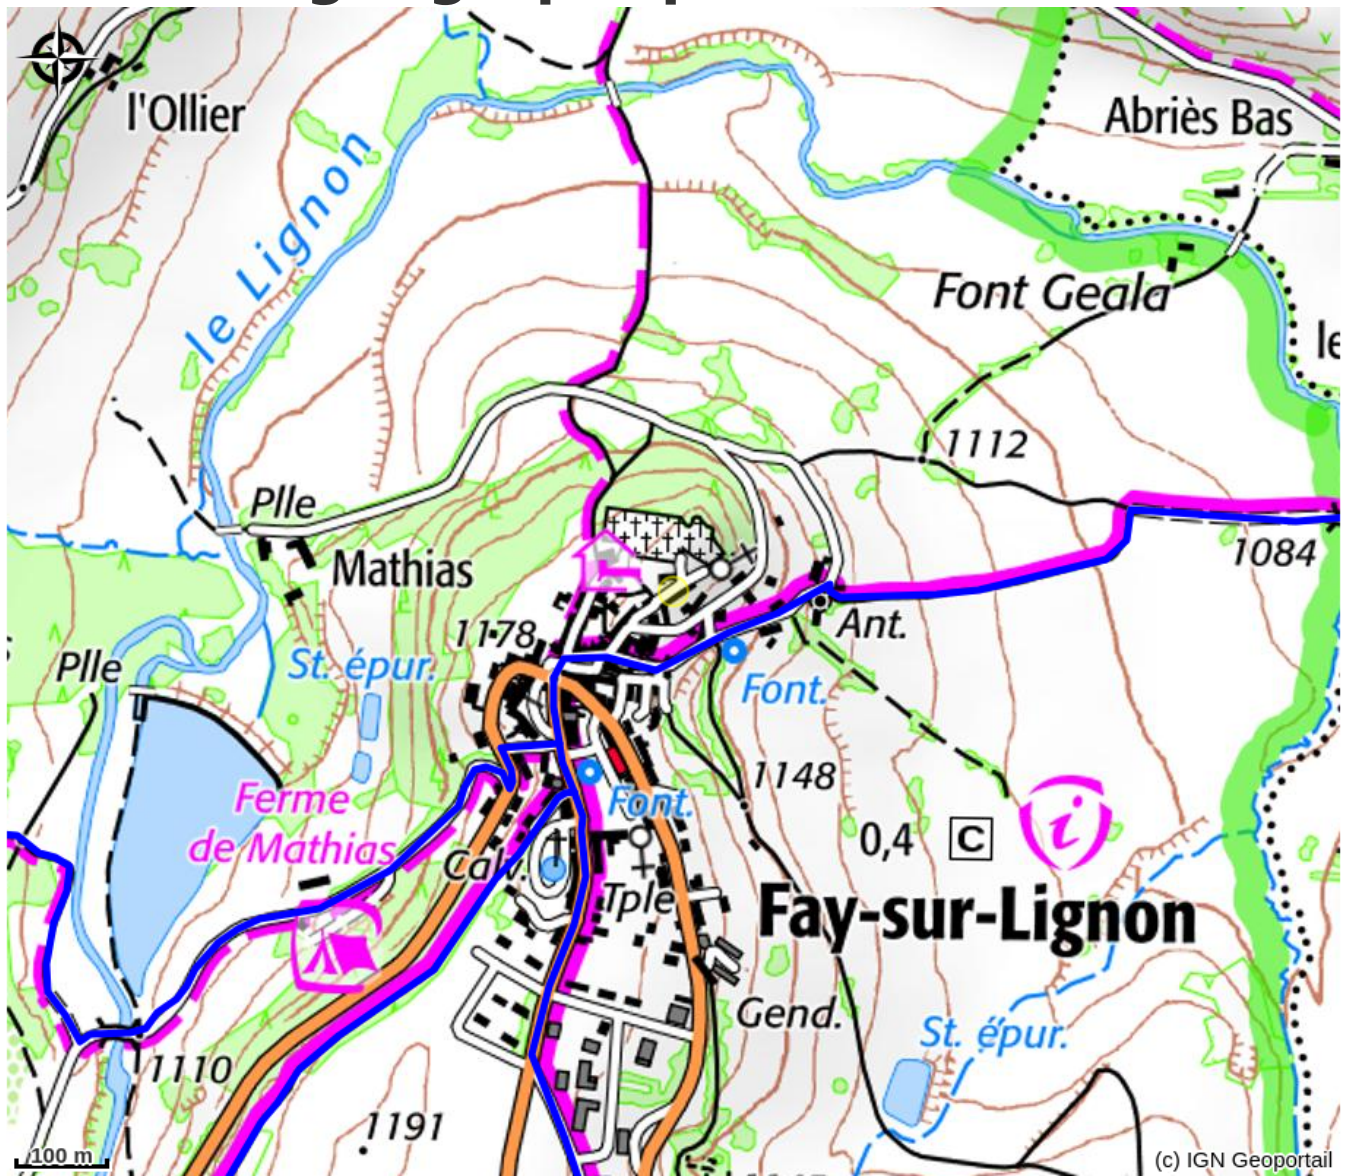 l'Ollier
Abriès Bas
le Lignon
Font Geala
le
1112
Plle
1084
Mathias
Ant.
1178
St. épur.
Plle
Font.
1148
Ferme
de Mathias
Font.
0,4 C
Calv.
Tple
Fay-sur-Lignon
Gend.
St. épur.
1110
1191
100 m
(c) IGN Geoportail